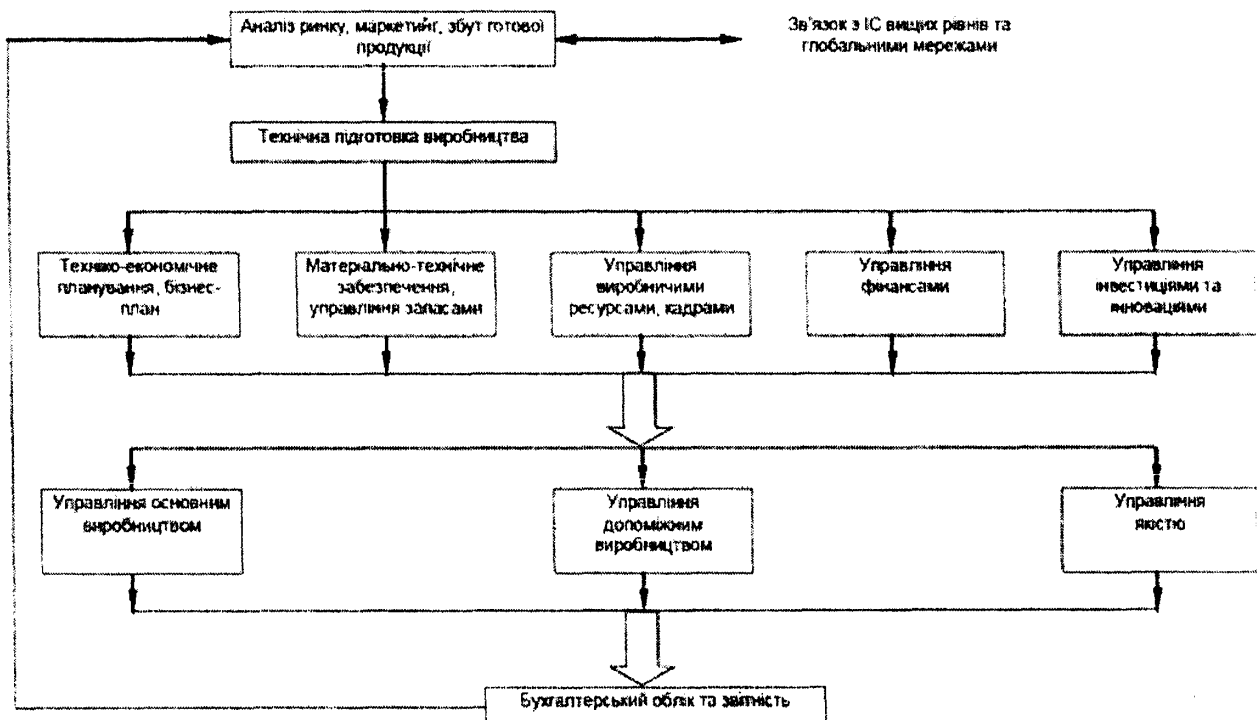 Аналіз ринку, маркетинг, збут готової
продукції
Зв'язок з ІС вищих рівнів та
глобальними мережами
Технічна підготовка виробництва
Техніко-економічне
планування, бізнес-
план
Матеріально-технічне
забезпечення,
управління запасами
Управління
виробничими
ресурсами, кадрами
Управління
фінансами
Управління
інвестиціями та
інноваціями
Управління основним
виробництвом
Управління
допоміжним
виробництвом
Управління
якістю
Бухгалтерський облік та звітність